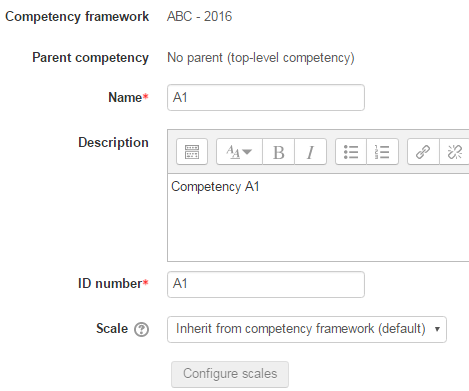 Competency framework ABC - 2016
Parent competency No parent (top-level competency)
Name* A1
Description
B I
Competency A1
ID number* A1
Scale ? Inherit from competency framework (default)
Configure scales